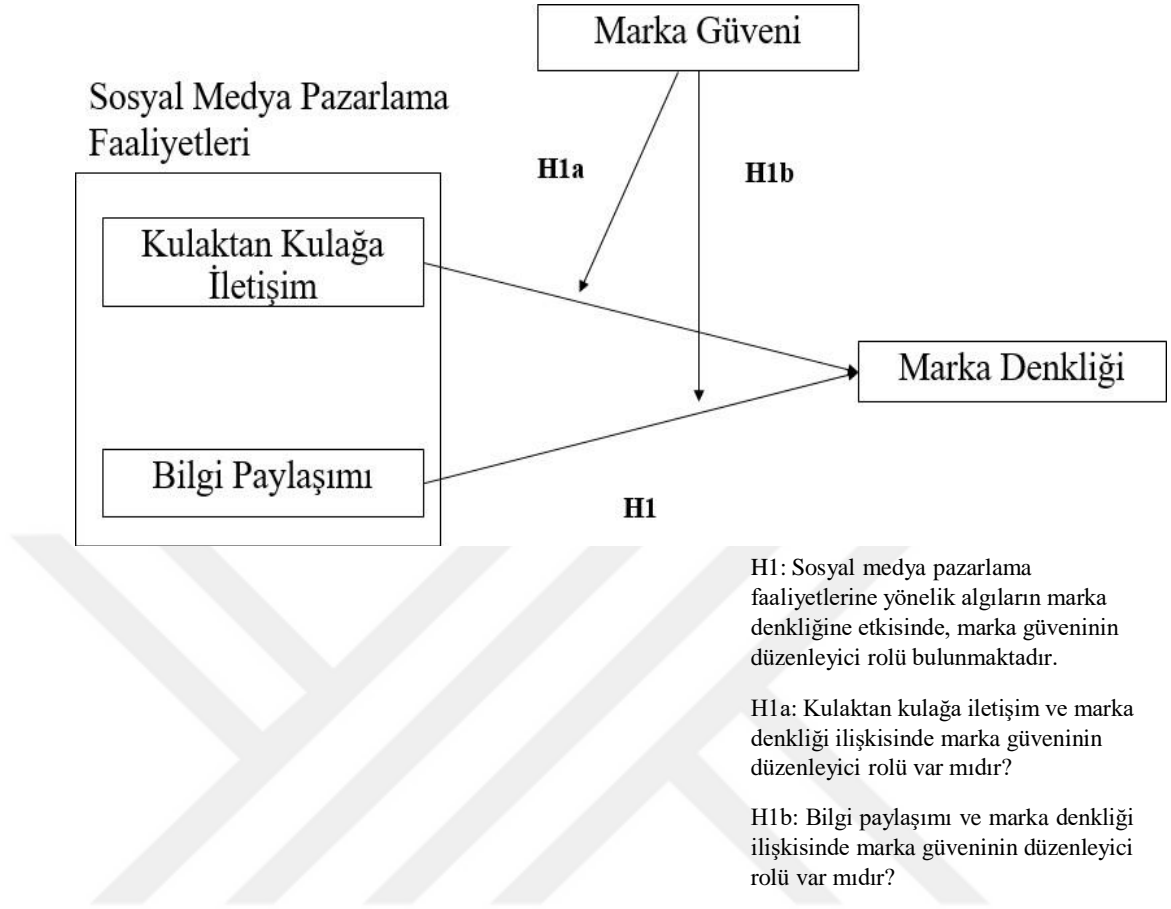 Marka Güveni
Sosyal Medya Pazarlama
Faaliyetleri
H1a
H1b
Kulaktan Kulağa
İletişim
Marka Denkliği
Bilgi Paylaşımı
H1
H1: Sosyal medya pazarlama
faaliyetlerine yönelik algıların marka
denkliğine etkisinde, marka güveninin
düzenleyici rolü bulunmaktadır.
H1a: Kulaktan kulağa iletişim ve marka
denkliği ilişkisinde marka güveninin
düzenleyici rolü var mıdır?
H1b: Bilgi paylaşımı ve marka denkliği
ilişkisinde marka güveninin düzenleyici
rolü var mıdır?